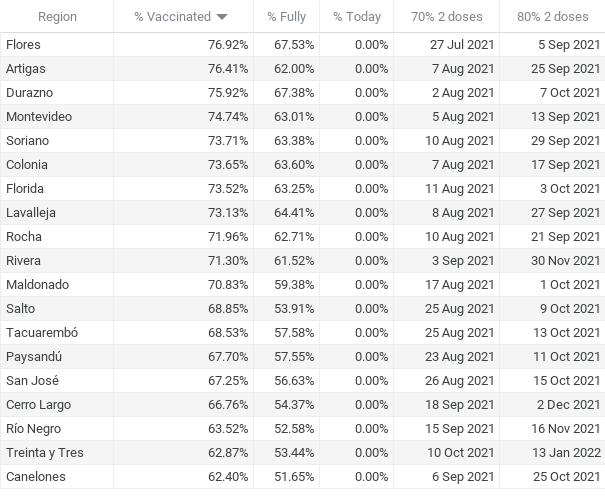 Region % Vaccinated % Fully % Today 70% 2 doses 80% 2 doses
Flores 76.92% 67.53% 0.00% 27 Jul 2021 5 Sep 2021
Artigas 76.41% 62.00% 0.00% 7 Aug 2021 25 Sep 2021
Durazno 75.92% 67.38% 0.00% 2 Aug 2021 7 Oct 2021
Montevideo 74.74% 63.01% 0.00% 5 Aug 2021 13 Sep 2021
Soriano 73.71% 63.38% 0.00% 10 Aug 2021 29 Sep 2021
Colonia 73.65% 63.60% 0.00% 7 Aug 2021 17 Sep 2021
Florida 73.52% 63.25% 0.00% 11 Aug 2021 3 Oct 2021
Lavalleja 73.13% 64.41% 0.00% 8 Aug 2021 27 Sep 2021
Rocha 71.96% 62.71% 0.00% 10 Aug 2021 21 Sep 2021
Rivera 71.30% 61.52% 0.00% 3 Sep 2021 30 Nov 2021
Maldonado 70.83% 59.38% 0.00% 17 Aug 2021 1 Oct 2021
Salto 68.85% 53.91% 0.00% 25 Aug 2021 9 Oct 2021
Tacuarembó 68.53% 57.58% 0.00% 25 Aug 2021 13 Oct 2021
Paysandú 67.70% 57.55% 0.00% 23 Aug 2021 11 Oct 2021
San José 67.25% 56.63% 0.00% 26 Aug 2021 15 Oct 2021
Cerro Largo 66.76% 54.37% 0.00% 18 Sep 2021 2 Dec 2021
Río Negro 63.52% 52.58% 0.00% 15 Sep 2021 16 Nov 2021
Treinta y Tres 62.87% 53.44% 0.00% 10 Oct 2021 13 Jan 2022
Canelones 62.40% 51.65% 0.00% 6 Sep 2021 25 Oct 2021